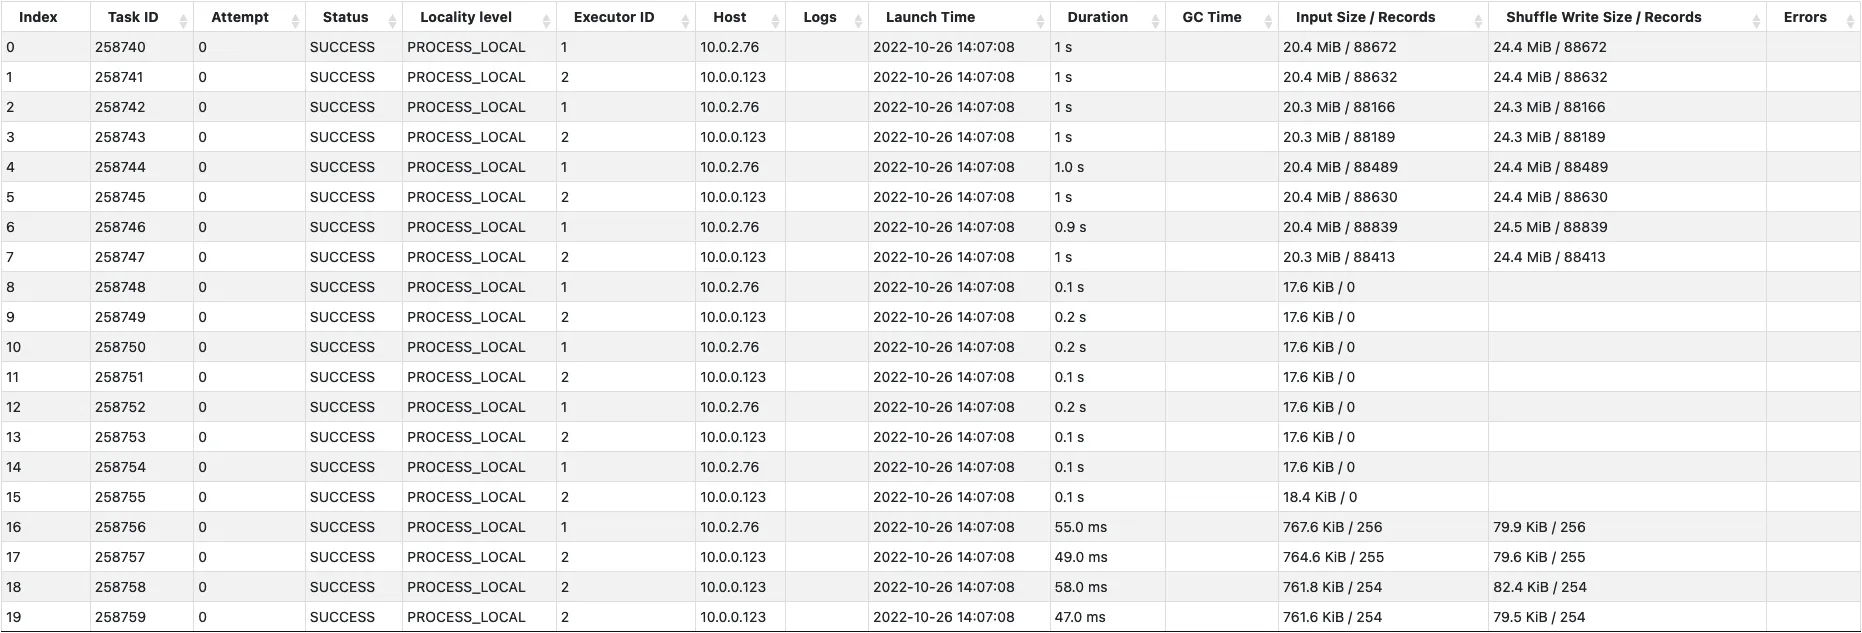 Index Task ID Attempt Status Locality level Executor ID Host Logs Launch Time Duration GC Time Input Size / Records Shuffle Write Size / Records Errors
0 258740 0 SUCCESS PROCESS_LOCAL 1 10.0.2.76 2022-10-26 14:07:08 1 s 20.4 MiB / 88672 24.4 MiB / 88672
1 258741 0 SUCCESS PROCESS_LOCAL 2 10.0.0.123 2022-10-26 14:07:08 1 s 20.4 MiB / 88632 24.4 MiB / 88632
2 258742 0 SUCCESS PROCESS_LOCAL 1 10.0.2.76 2022-10-26 14:07:08 1 s 20.3 MiB / 88166 24.3 MiB / 88166
3 258743 0 SUCCESS PROCESS_LOCAL 2 10.0.0.123 2022-10-26 14:07:08 1 s 20.3 MiB / 88189 24.3 MiB / 88189
4 258744 0 SUCCESS PROCESS_LOCAL 1 10.0.2.76 2022-10-26 14:07:08 1.0 s 20.4 MiB / 88489 24.4 MiB / 88489
5 258745 0 SUCCESS PROCESS_LOCAL 2 10.0.0.123 2022-10-26 14:07:08 1 s 20.4 MiB / 88630 24.4 MiB / 88630
6 258746 0 SUCCESS PROCESS_LOCAL 1 10.0.2.76 2022-10-26 14:07:08 0.9 s 20.4 MiB / 88839 24.5 MiB / 88839
7 258747 0 SUCCESS PROCESS_LOCAL 2 10.0.0.123 2022-10-26 14:07:08 1 s 20.3 MiB / 88413 24.4 MiB / 88413
8 258748 0 SUCCESS PROCESS_LOCAL 1 10.0.2.76 2022-10-26 14:07:08 0.1 s 17.6 KiB / 0
9 258749 0 SUCCESS PROCESS_LOCAL 2 10.0.0.123 2022-10-26 14:07:08 0.2 s 17.6 KiB / 0
10 258750 0 SUCCESS PROCESS_LOCAL 1 10.0.2.76 2022-10-26 14:07:08 0.2 s 17.6 KiB / 0
11 258751 0 SUCCESS PROCESS_LOCAL 2 10.0.0.123 2022-10-26 14:07:08 0.1 s 17.6 KiB / 0
12 258752 0 SUCCESS PROCESS_LOCAL 1 10.0.2.76 2022-10-26 14:07:08 0.2 s 17.6 KiB / 0
13 258753 0 SUCCESS PROCESS_LOCAL 2 10.0.0.123 2022-10-26 14:07:08 0.1 s 17.6 KiB / 0
14 258754 0 SUCCESS PROCESS_LOCAL 1 10.0.2.76 2022-10-26 14:07:08 0.1 s 17.6 KiB / 0
15 258755 0 SUCCESS PROCESS_LOCAL 2 10.0.0.123 2022-10-26 14:07:08 0.1 s 18.4 KiB / 0
16 258756 0 SUCCESS PROCESS_LOCAL 1 10.0.2.76 2022-10-26 14:07:08 55.0 ms 767.6 KiB / 256 79.9 KiB / 256
17 258757 0 SUCCESS PROCESS_LOCAL 2 10.0.0.123 2022-10-26 14:07:08 49.0 ms 764.6 KiB / 255 79.6 KiB / 255
18 258758 0 SUCCESS PROCESS_LOCAL 2 10.0.0.123 2022-10-26 14:07:08 58.0 ms 761.8 KiB / 254 82.4 KiB / 254
19 258759 0 SUCCESS PROCESS_LOCAL 2 10.0.0.123 2022-10-26 14:07:08 47.0 ms 761.6 KiB / 254 79.5 KiB / 254